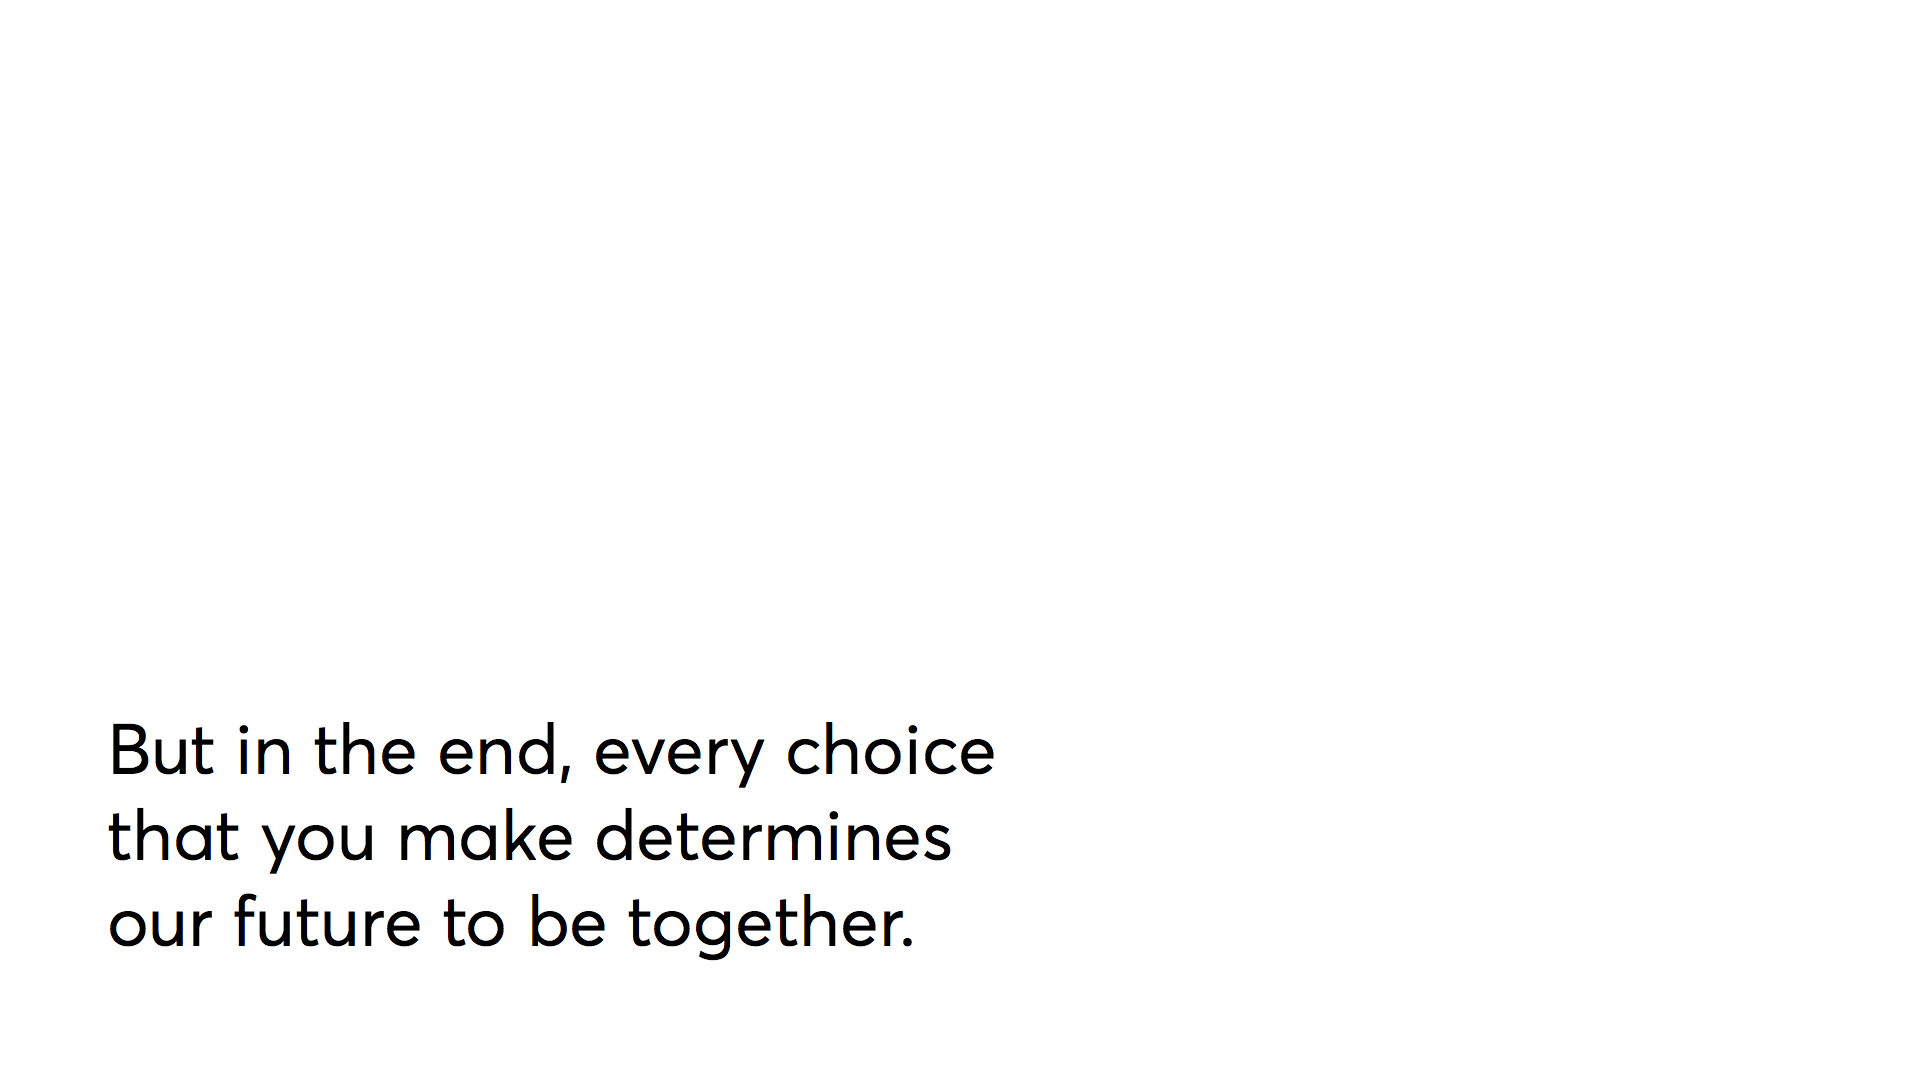 But in the end, every choice
that you make determines
our future to be together.